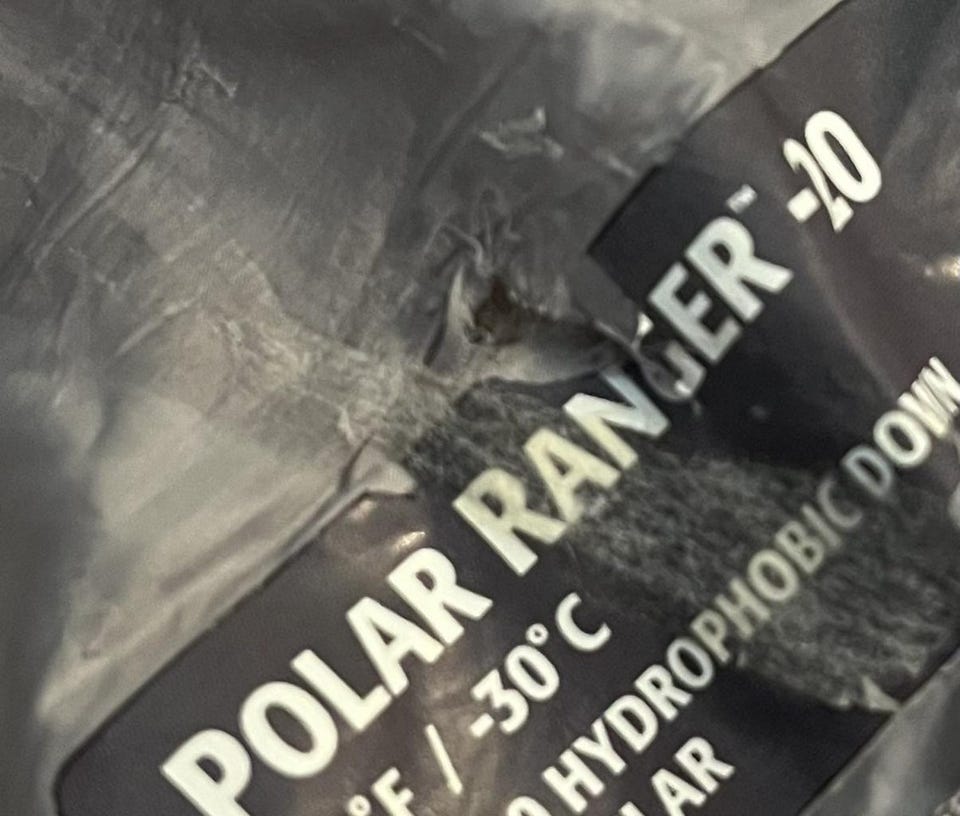 POLAR RANGER™ -20
°F / -30°C
HYDROPHOBIC DOWN